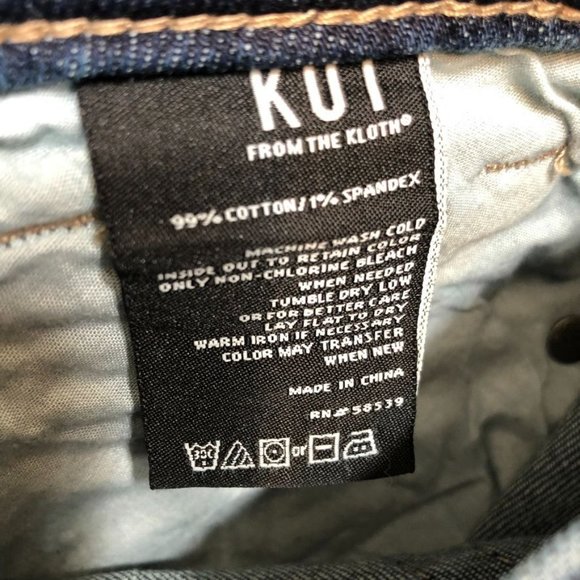 KUT
FROM THE KLOTH®
99% COTTON/1% SPANDEX
MACHINE WASH COLD
INSIDE OUT TO RETAIN COLOR
ONLY NON-CHLORINE BLEACH
WHEN NEEDED
TUMBLE DRY LOW
OR FOR BETTER CARE
LAY FLAT TO DRY
WARM IRON IF NECESSARY
COLOR MAY TRANSFER
WHEN NEW
MADE IN CHINA
RN# 58539
30C or